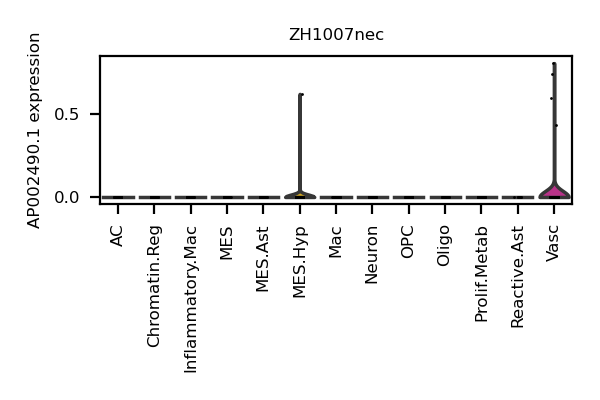 ZH1007nec
AP002490.1 expression
0.5
0.0
AC
Chromatin.Reg
Inflammatory.Mac
MES
MES.Ast
MES.Hyp
Mac
Neuron
OPC
Oligo
Prolif.Metab
Reactive.Ast
Vasc